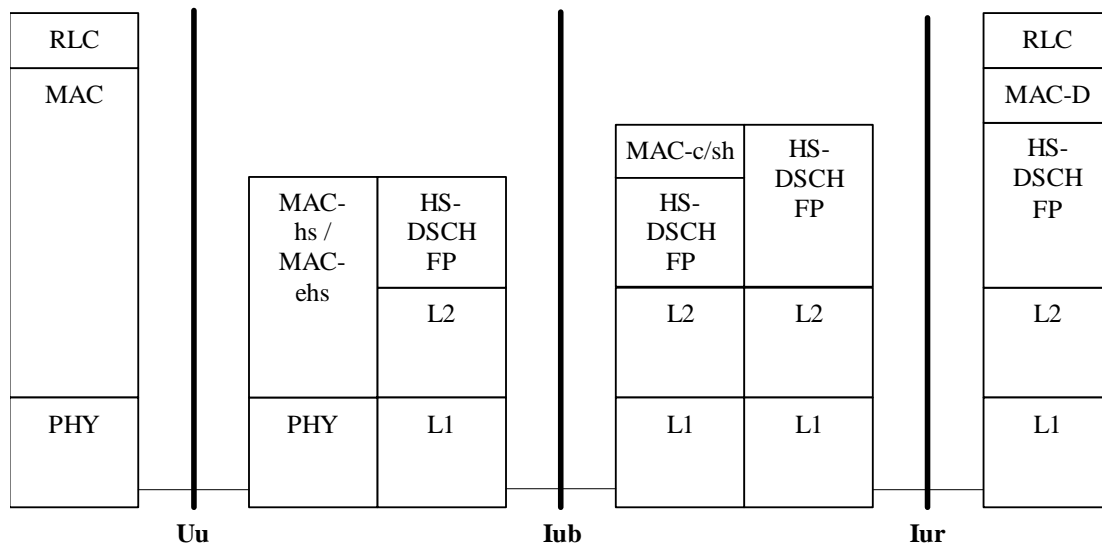 RLC
MAC
PHY
MAC-
hs /
MAC-
ehs
PHY
HS-
DSCH
FP
L2
L1
MAC-c/sh
HS-
DSCH
FP
L2
L1
HS-
DSCH
FP
L2
L1
RLC
MAC-D
HS-
DSCH
FP
L2
L1
Uu
Iub
Iur